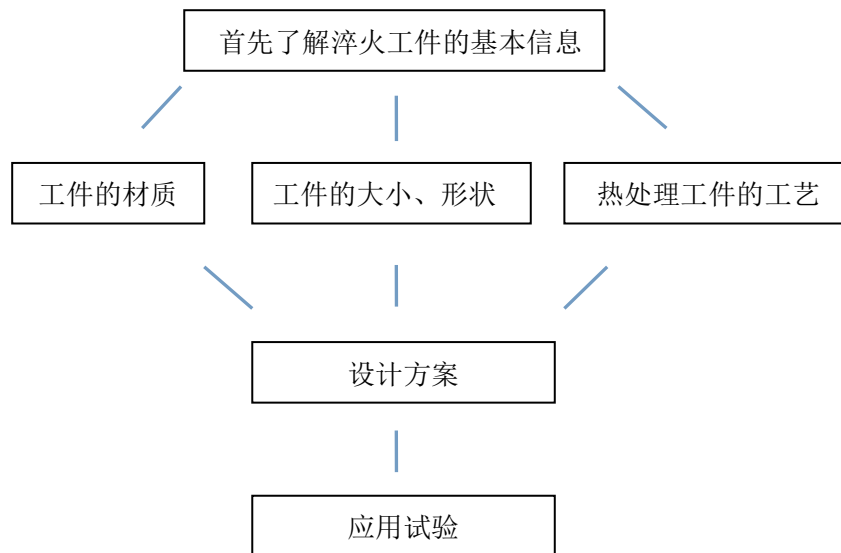 首先了解淬火工件的基本信息
工件的材质
工件的大小、形状
热处理工件的工艺
设计方案
应用试验